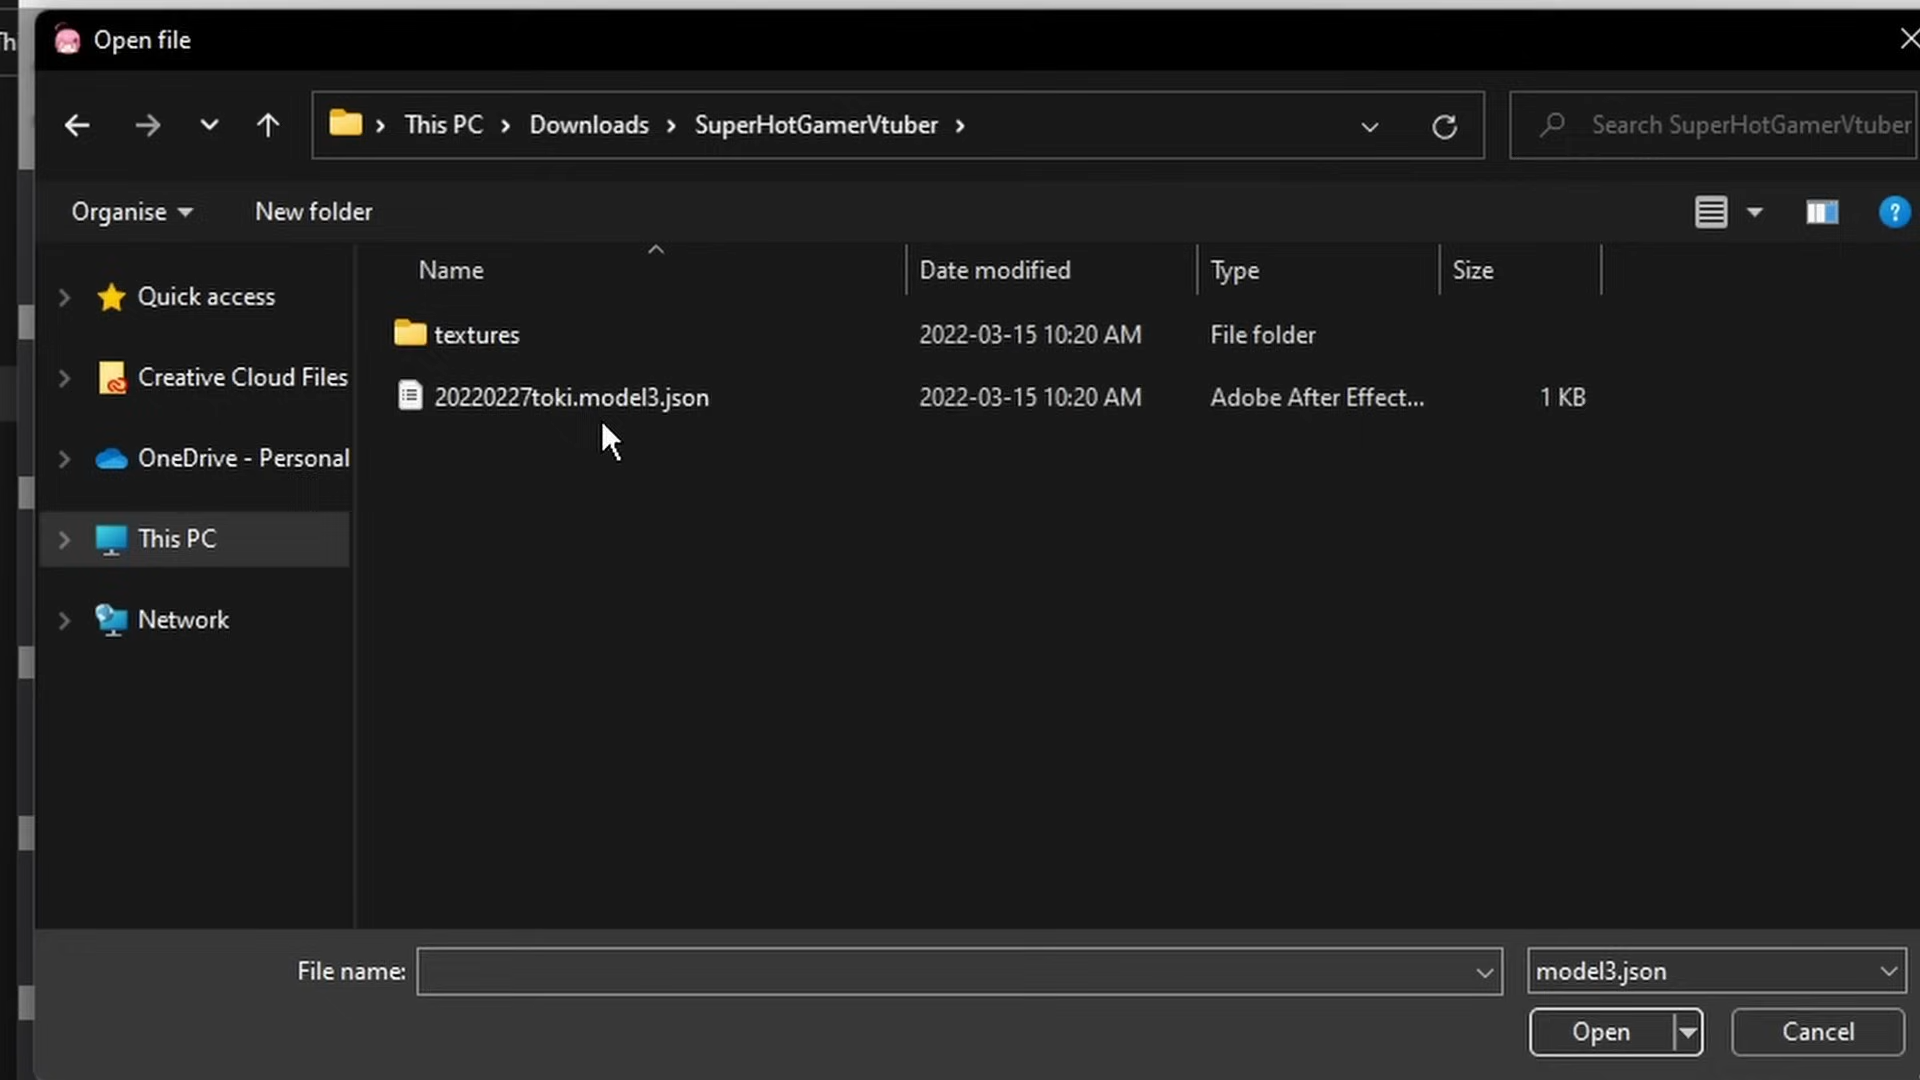 Th
Open file
This PC
Downloads
SuperHotGamerVtuber
Search SuperHotGamerVtuber
Organise
New folder
?
Name
Date modified
Type
Size
Quick access
Creative Cloud Files
OneDrive - Personal
This PC
Network
textures
2022-03-15 10:20 AM
File folder
20220227toki.model3.json
2022-03-15 10:20 AM
Adobe After Effect...
1 KB
File name:
model3.json
Open
Cancel